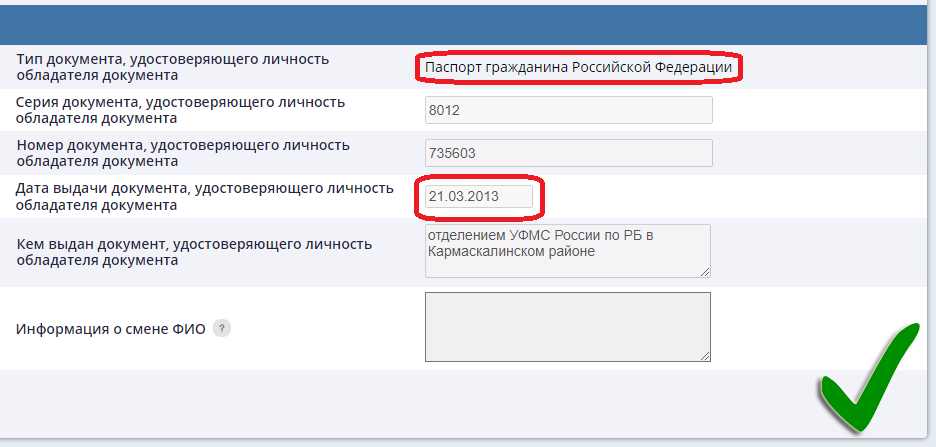 Тип документа, удостоверяющего личность
обладателя документа
Паспорт гражданина Российской Федерации
Серия документа, удостоверяющего личность
обладателя документа
8012
Номер документа, удостоверяющего личность
обладателя документа
735603
Дата выдачи документа, удостоверяющего личность
обладателя документа
21.03.2013
Кем выдан документ, удостоверяющего личность
обладателя документа
отделением УФМС России по РБ в
Кармаскалинском районе
Информация о смене ФИО ?